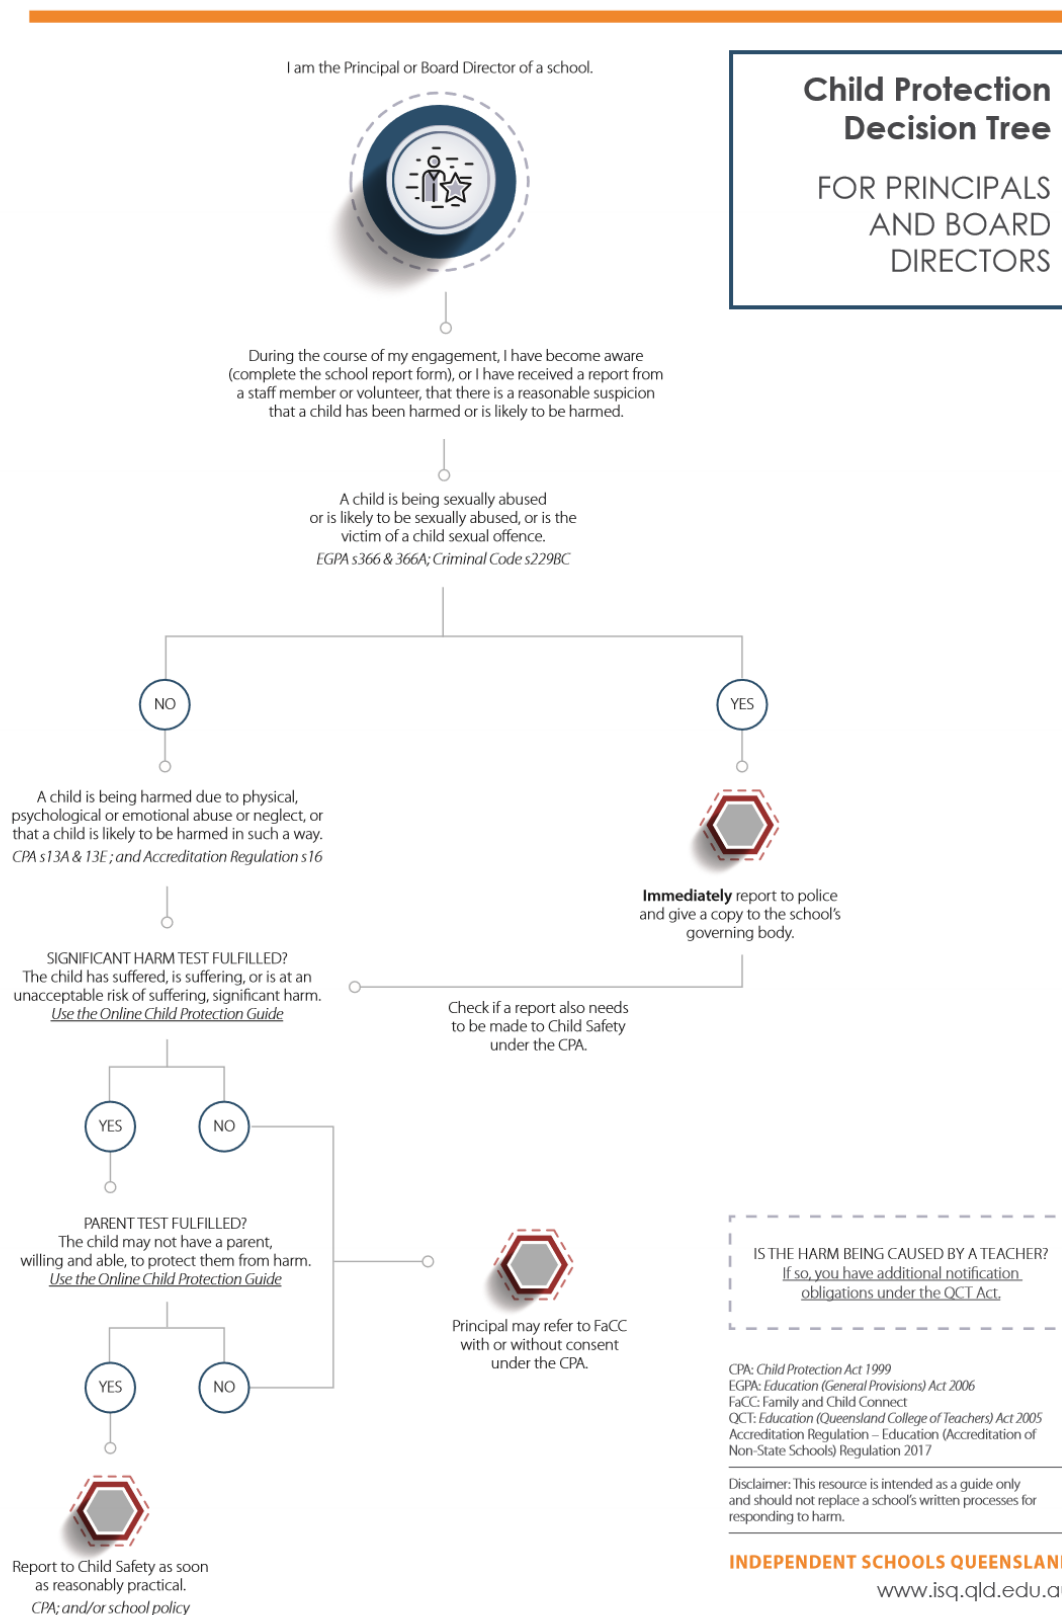 I am the Principal or Board Director of a school.
Child Protection
Decision Tree
FOR PRINCIPALS
AND BOARD
DIRECTORS
During the course of my engagement, I have become aware
(complete the school report form), or I have received a report from
a staff member or volunteer, that there is a reasonable suspicion
that a child has been harmed or is likely to be harmed.
A child is being sexually abused
or is likely to be sexually abused, or is the
victim of a child sexual offence.
EGPA s366 & 366A; Criminal Code s229BC
NO
YES
A child is being harmed due to physical,
psychological or emotional abuse or neglect, or
that a child is likely to be harmed in such a way.
CPA s13A & 13E ; and Accreditation Regulation s16
Immediately report to police
and give a copy to the school's
governing body.
SIGNIFICANT HARM TEST FULFILLED?
The child has suffered, is suffering, or is at an
unacceptable risk of suffering, significant harm.
Use the Online Child Protection Guide
Check if a report also needs
to be made to Child Safety
under the CPA.
YES
NO
PARENT TEST FULFILLED?
The child may not have a parent,
willing and able, to protect them from harm.
Use the Online Child Protection Guide
Principal may refer to FaCC
with or without consent
under the CPA.
YES
NO
Report to Child Safety as soon
as reasonably practical.
CPA; and/or school policy
IS THE HARM BEING CAUSED BY A TEACHER?
If so, you have additional notification
obligations under the QCT Act.
CPA: Child Protection Act 1999
EGPA: Education (General Provisions) Act 2006
FaCC: Family and Child Connect
QCT: Education (Queensland College of Teachers) Act 2005
Accreditation Regulation – Education (Accreditation of
Non-State Schools) Regulation 2017
Disclaimer: This resource is intended as a guide only
and should not replace a school's written processes for
responding to harm.
INDEPENDENT SCHOOLS QUEENSLAND
www.isq.qld.edu.au